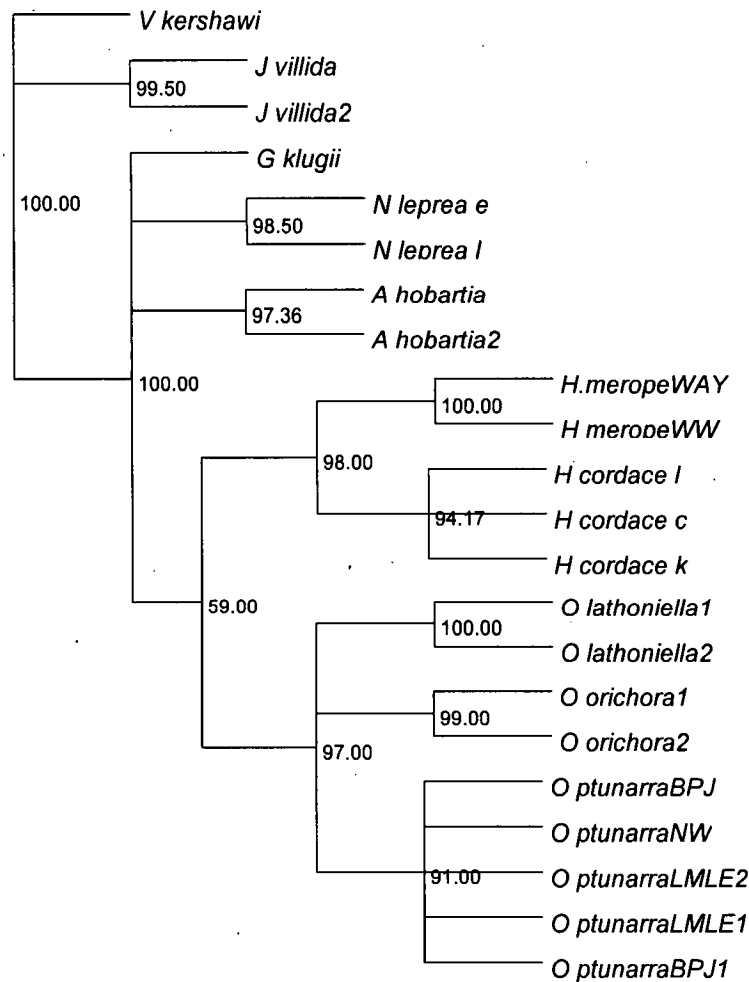 V kershawi
J villida
99.50
J villida2
G klugii
100.00
N leprea e
98.50
N leprea l
A hobartia
97.36
A hobartia2
100.00
H.meropeWAY
100.00
H meropeWW
98.00
H cordace l
H cordace c
94.17
H cordace k
59.00
O lathoniella1
100.00
O lathoniella2
O orichora1
99.00
O orichora2
97.00
O ptunarraBPJ
O ptunarraNW
O ptunarraLMLE2
91.00
O ptunarraLMLE1
O ptunarraBPJ1